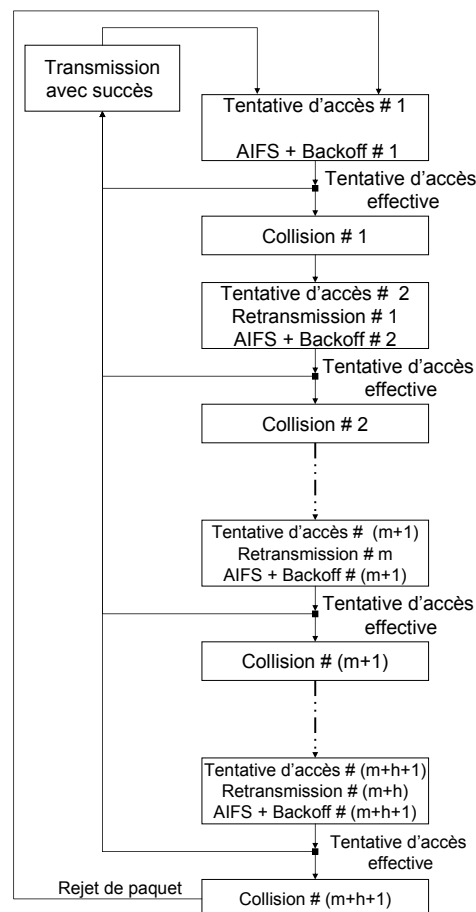 Transmission
avec succès
Tentative d'accès # 1
AIFS + Backoff # 1
Tentative d'accès
effective
Collision # 1
Tentative d'accès # 2
Retransmission # 1
AIFS + Backoff # 2
Tentative d'accès
effective
Collision # 2
Tentative d'accès # (m+1)
Retransmission # m
AIFS + Backoff # (m+1)
Tentative d'accès
effective
Collision # (m+1)
Tentative d'accès # (m+h+1)
Retransmission # (m+h)
AIFS + Backoff # (m+h+1)
Tentative d'accès
effective
Rejet de paquet
Collision # (m+h+1)